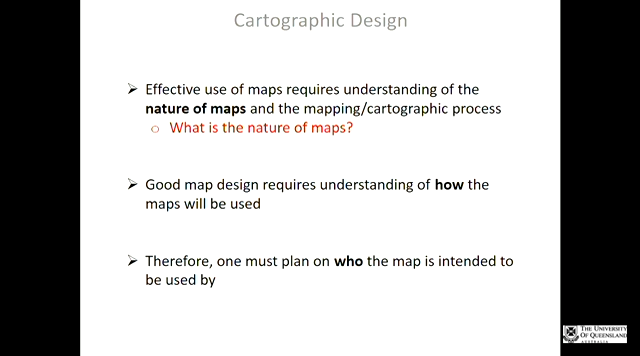 Cartographic Design
➢ Effective use of maps requires understanding of the
nature of maps and the mapping/cartographic process
○ What is the nature of maps?
➢ Good map design requires understanding of how the
maps will be used
➢ Therefore, one must plan on who the map is intended to
be used by
THE UNIVERSITY
OF QUEENSLAND
AUSTRALIA